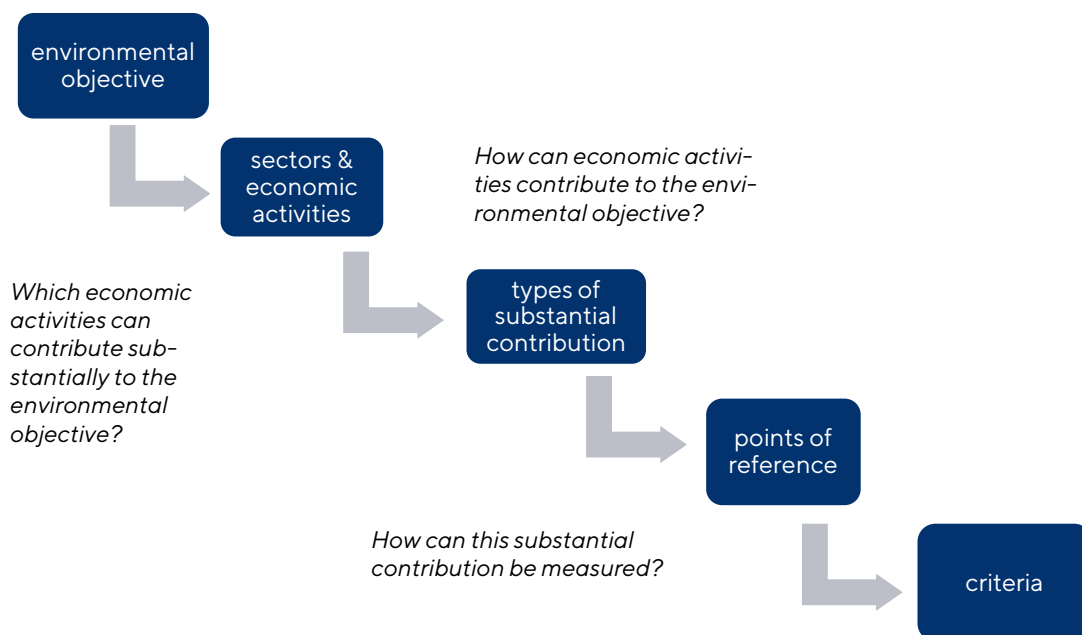 environmental
objective
sectors &
economic
activities
How can economic activi-
ties contribute to the envi-
ronmental objective?
Which economic
activities can
contribute sub-
stantially to the
environmental
objective?
types of
substantial
contribution
points of
reference
How can this substantial
contribution be measured?
criteria